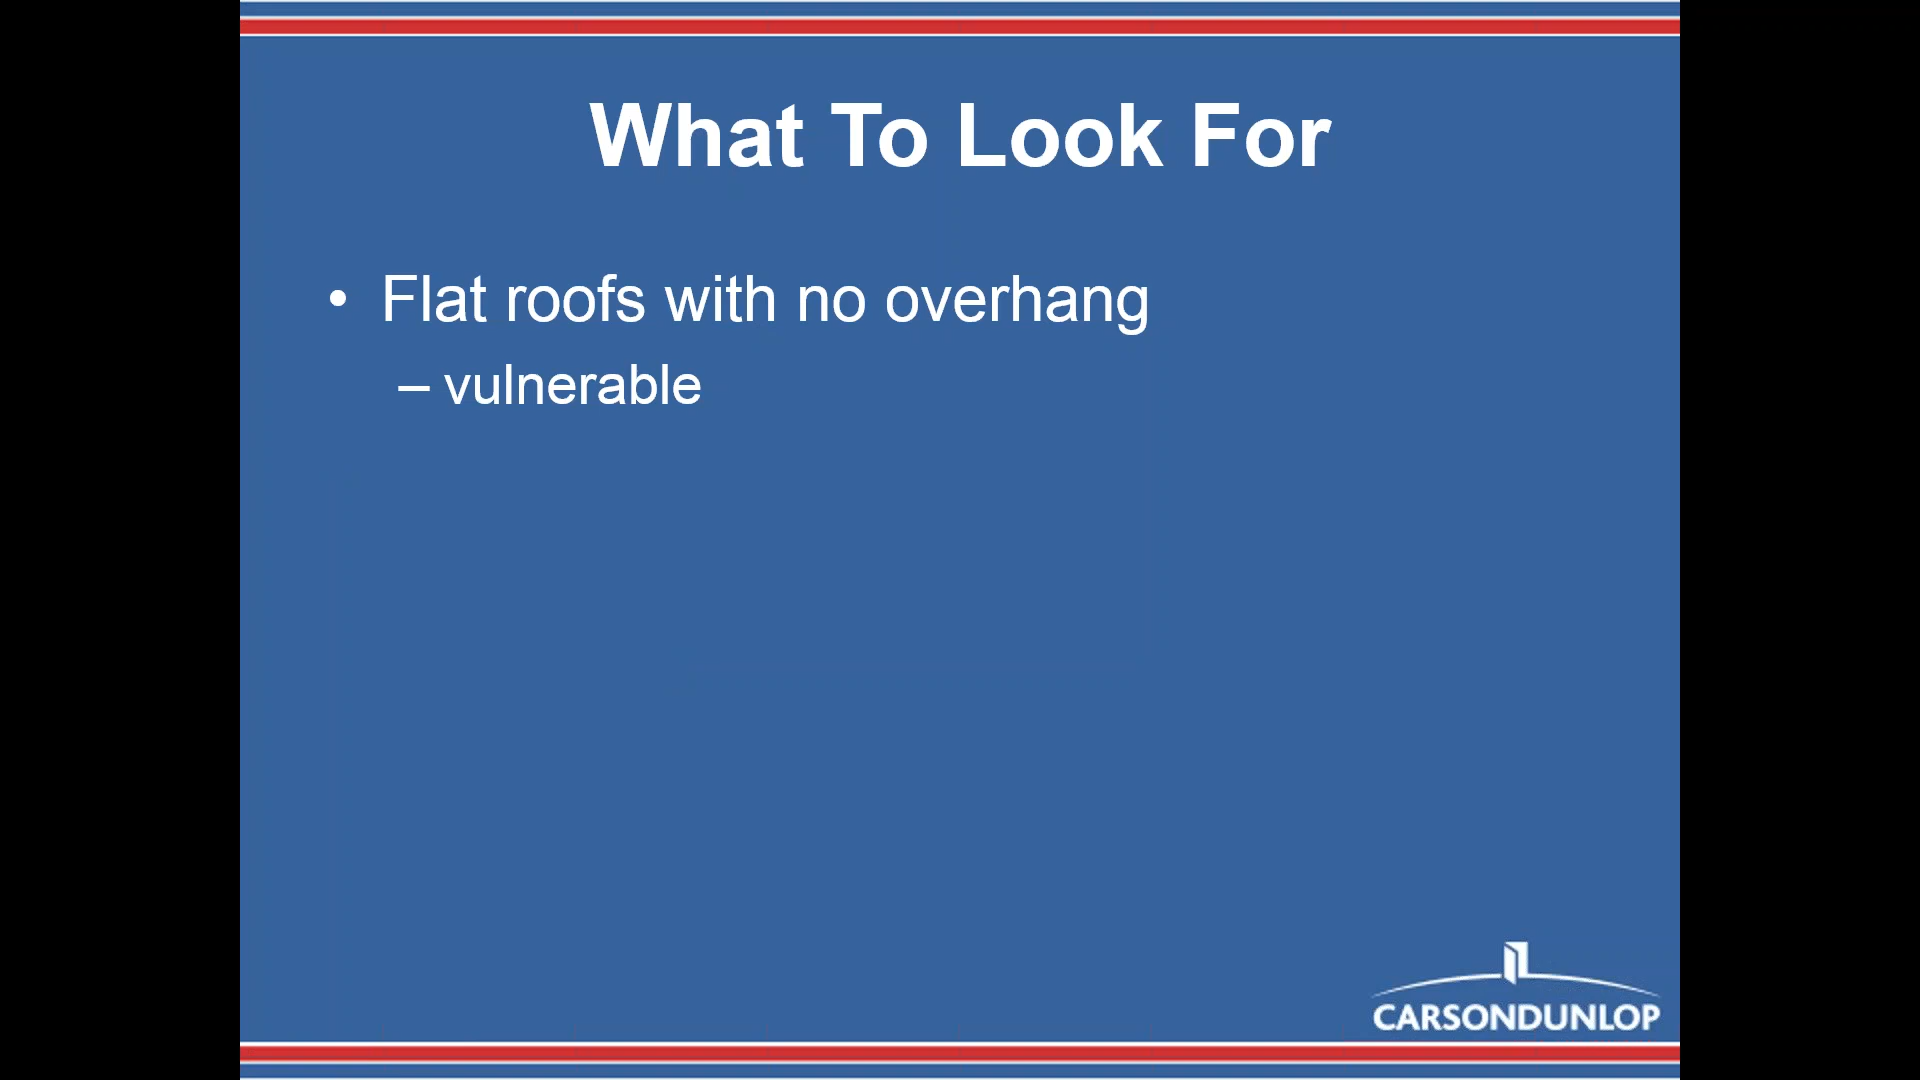 What To Look For
• Flat roofs with no overhang
– vulnerable
CARSONDUNLOP